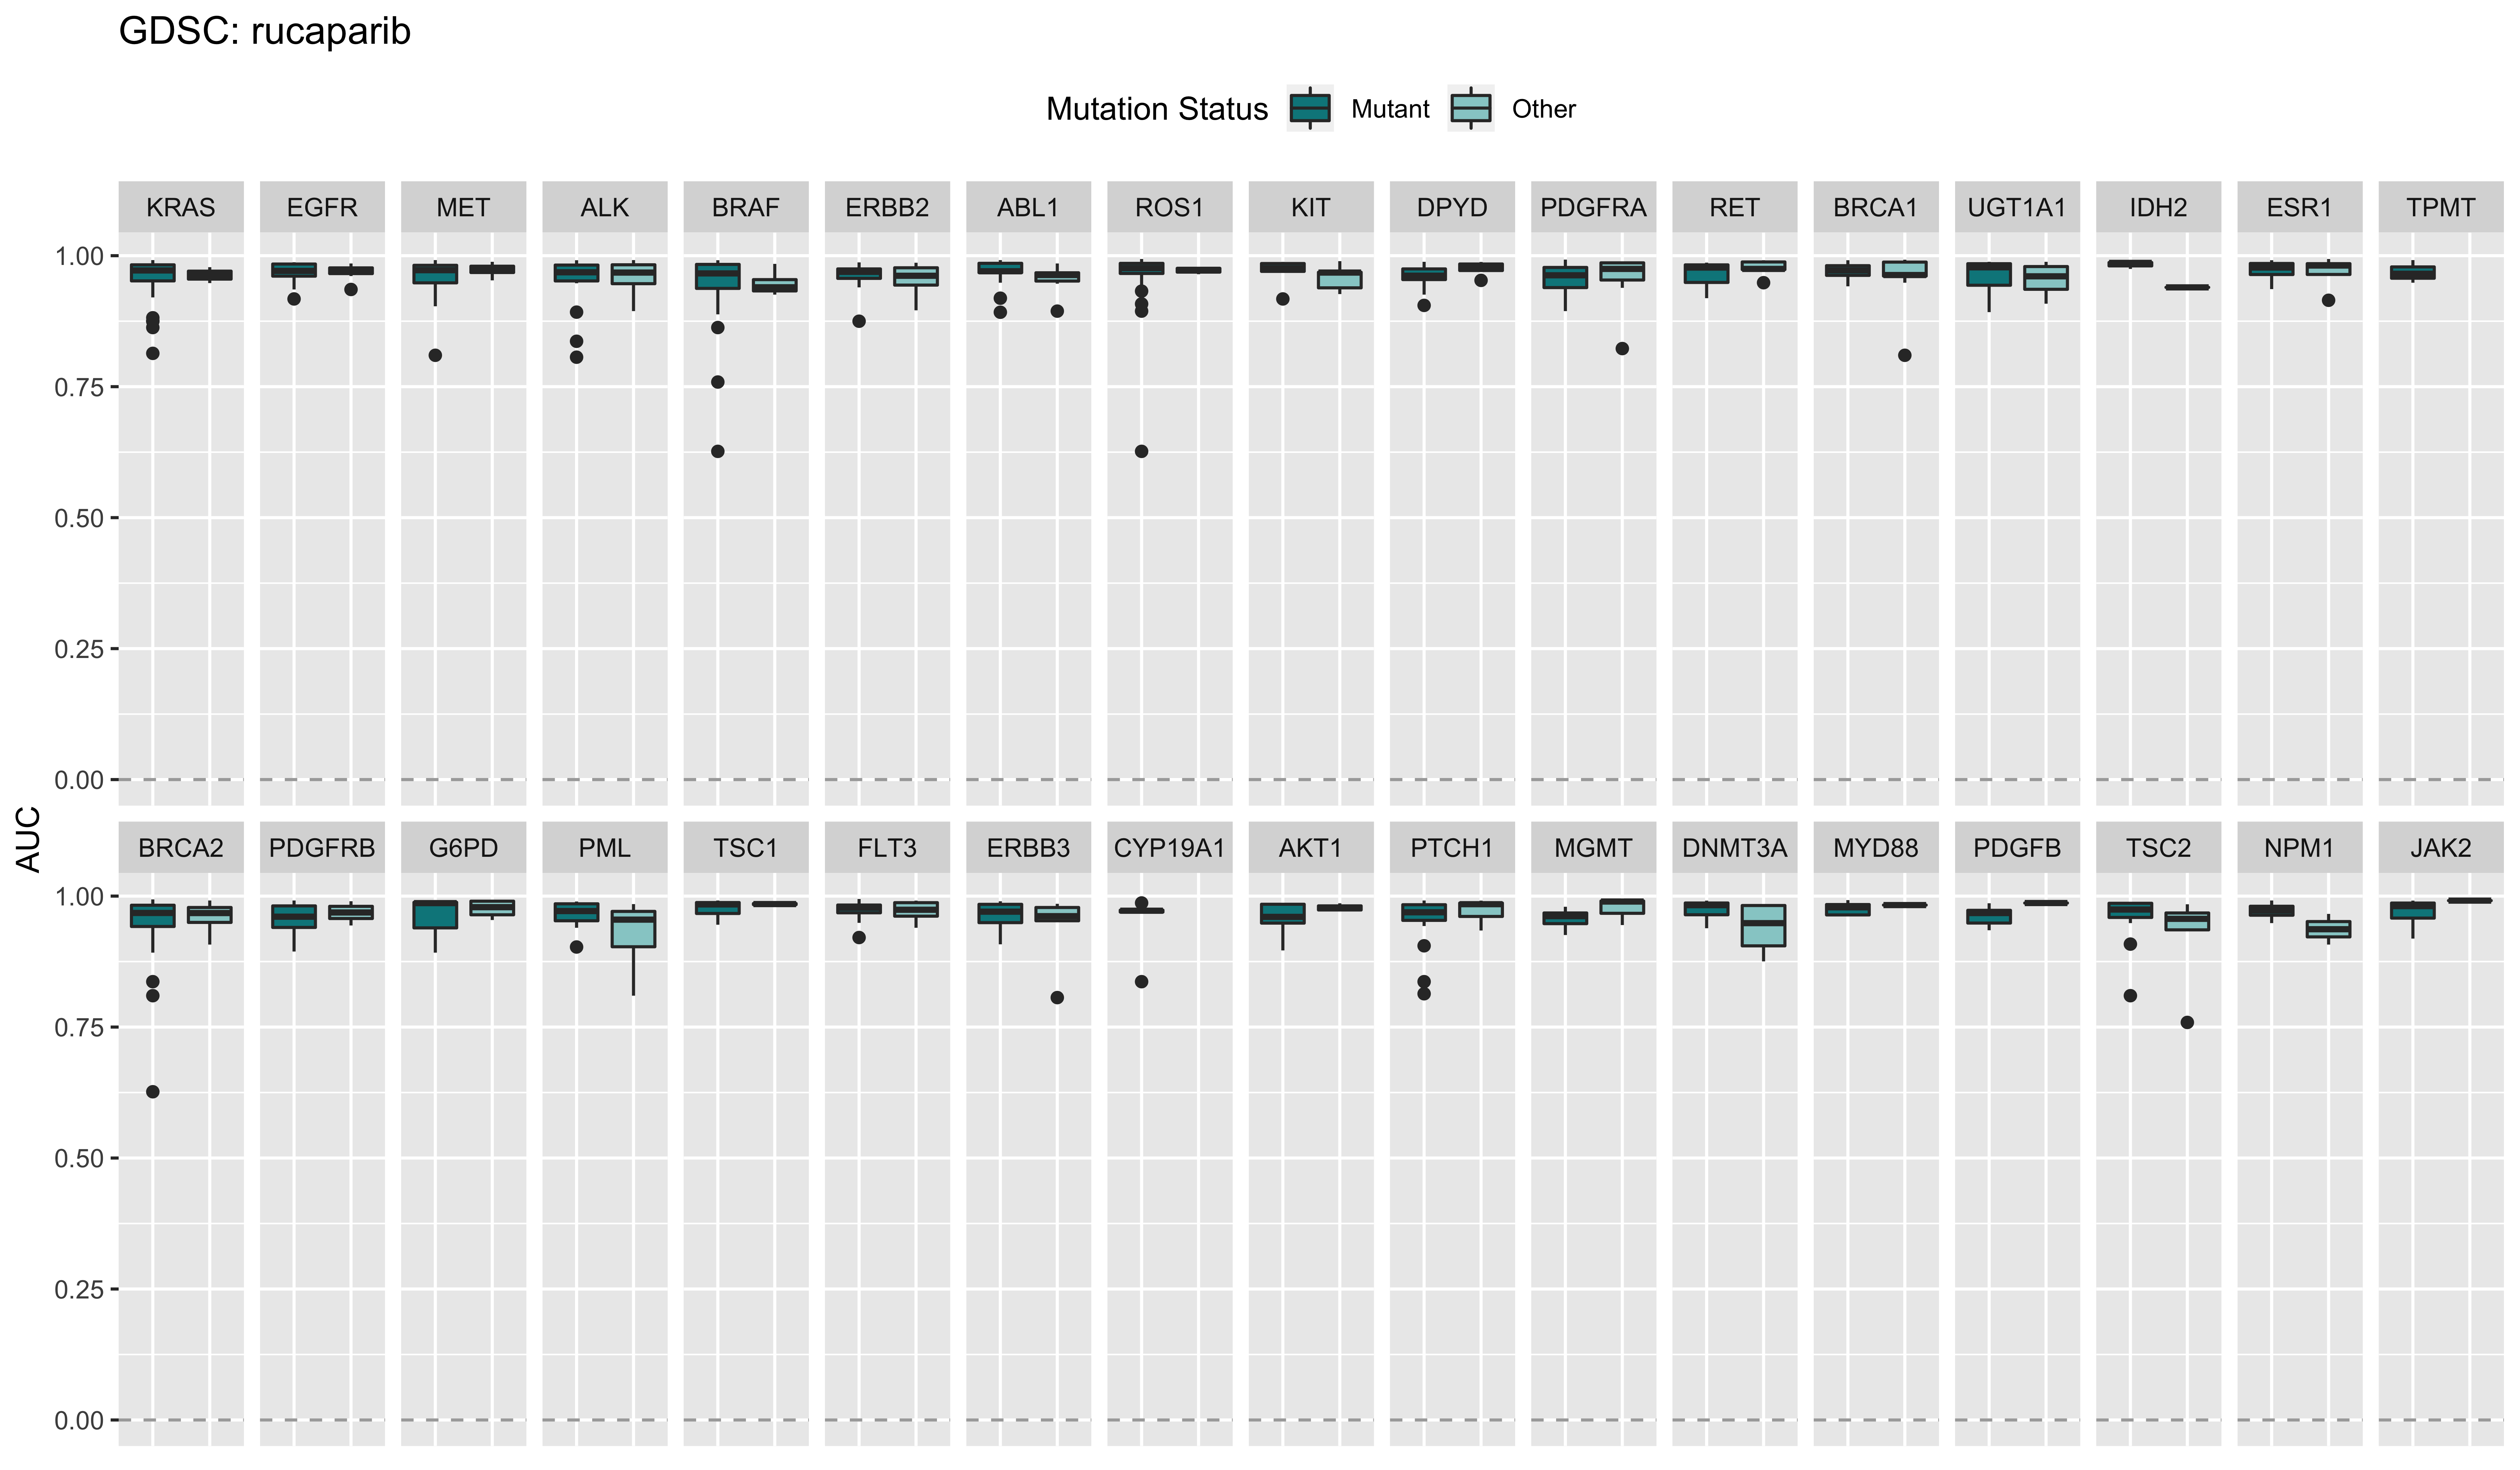 GDSC: rucaparib
Mutation Status Mutant Other
KRAS EGFR MET ALK BRAF ERBB2 ABL1 ROS1 KIT DPYD PDGFRA RET BRCA1 UGT1A1 IDH2 ESR1 TPMT
1.00
0.75
0.50
0.25
0.00
AUC
BRCA2 PDGFRB G6PD PML TSC1 FLT3 ERBB3 CYP19A1 AKT1 PTCH1 MGMT DNMT3A MYD88 PDGFB TSC2 NPM1 JAK2
1.00
0.75
0.50
0.25
0.00